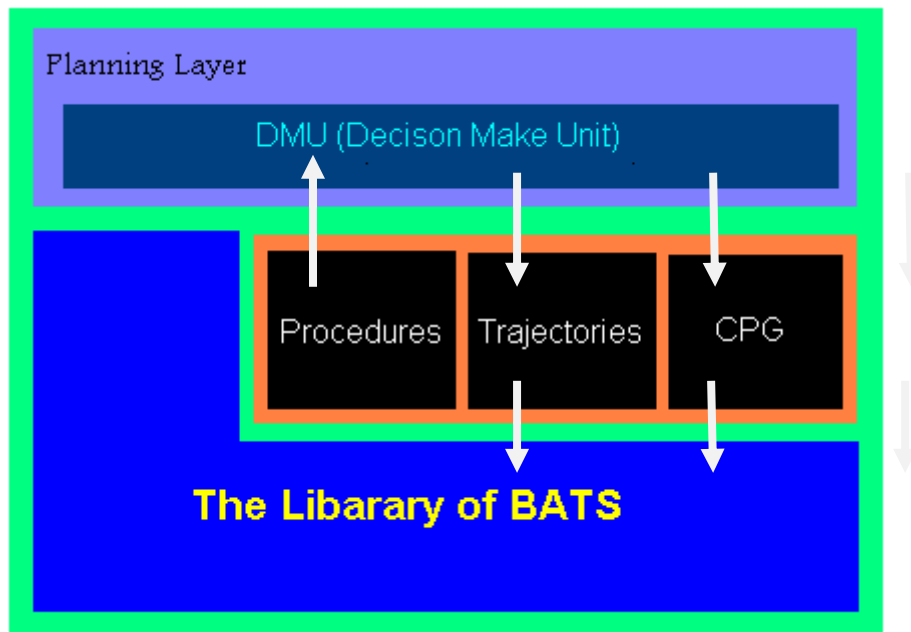 Planning Layer
DMU (Decison Make Unit)
Procedures
Trajectories
CPG
The Libarary of BATS